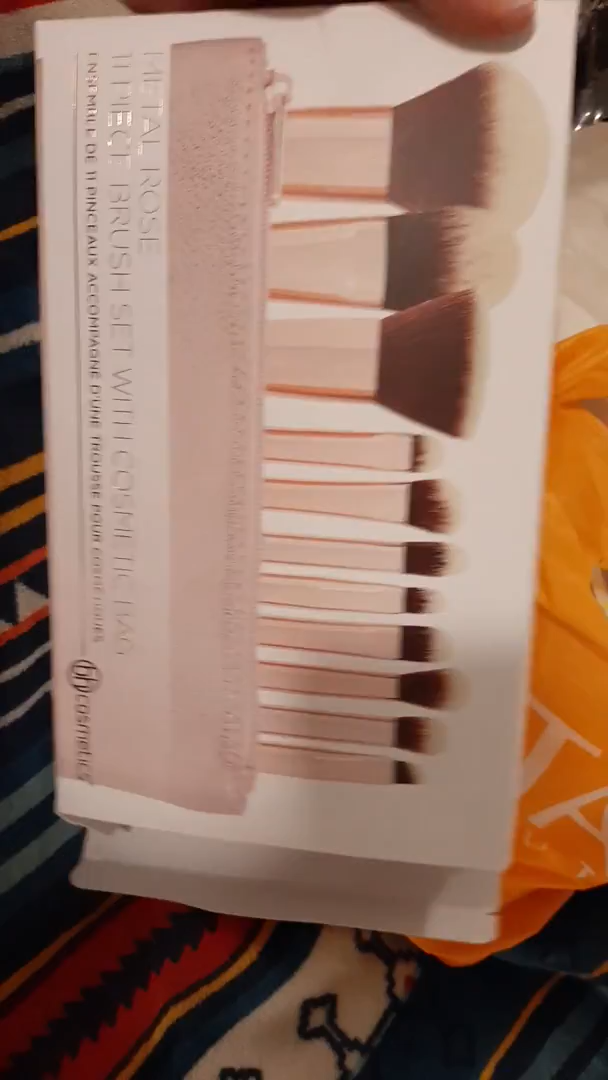 METAL ROSE
11 PIECE BRUSH SET WITH COSMETIC BAG
ENSEMBLE DE 11 PINCEAUX ACCOMPAGNÉ D'UNE TROUSSE POUR COSMÉTIQUES
bh cosmetics
TA